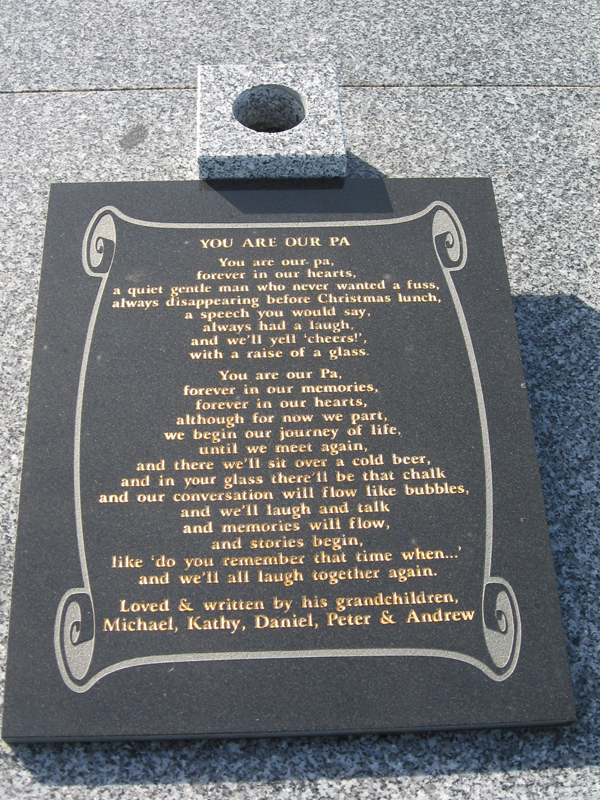 YOU ARE OUR PA
You are our pa,
forever in our hearts,
a quiet gentle man who never wanted a fuss,
always disappearing before Christmas lunch,
a speech you would say,
always had a laugh,
and we'll yell 'cheers!',
with a raise of a glass.
You are our Pa,
forever in our memories,
forever in our hearts,
although for now we part,
we begin our journey of life,
until we meet again,
and there we'll sit over a cold beer,
and in your glass there'll be that chalk
and our conversation will flow like bubbles,
and we'll laugh and talk
and memories will flow,
and stories begin,
like 'do you remember that time when...'
and we'll all laugh together again.
Loved & written by his grandchildren,
Michael, Kathy, Daniel, Peter & Andrew